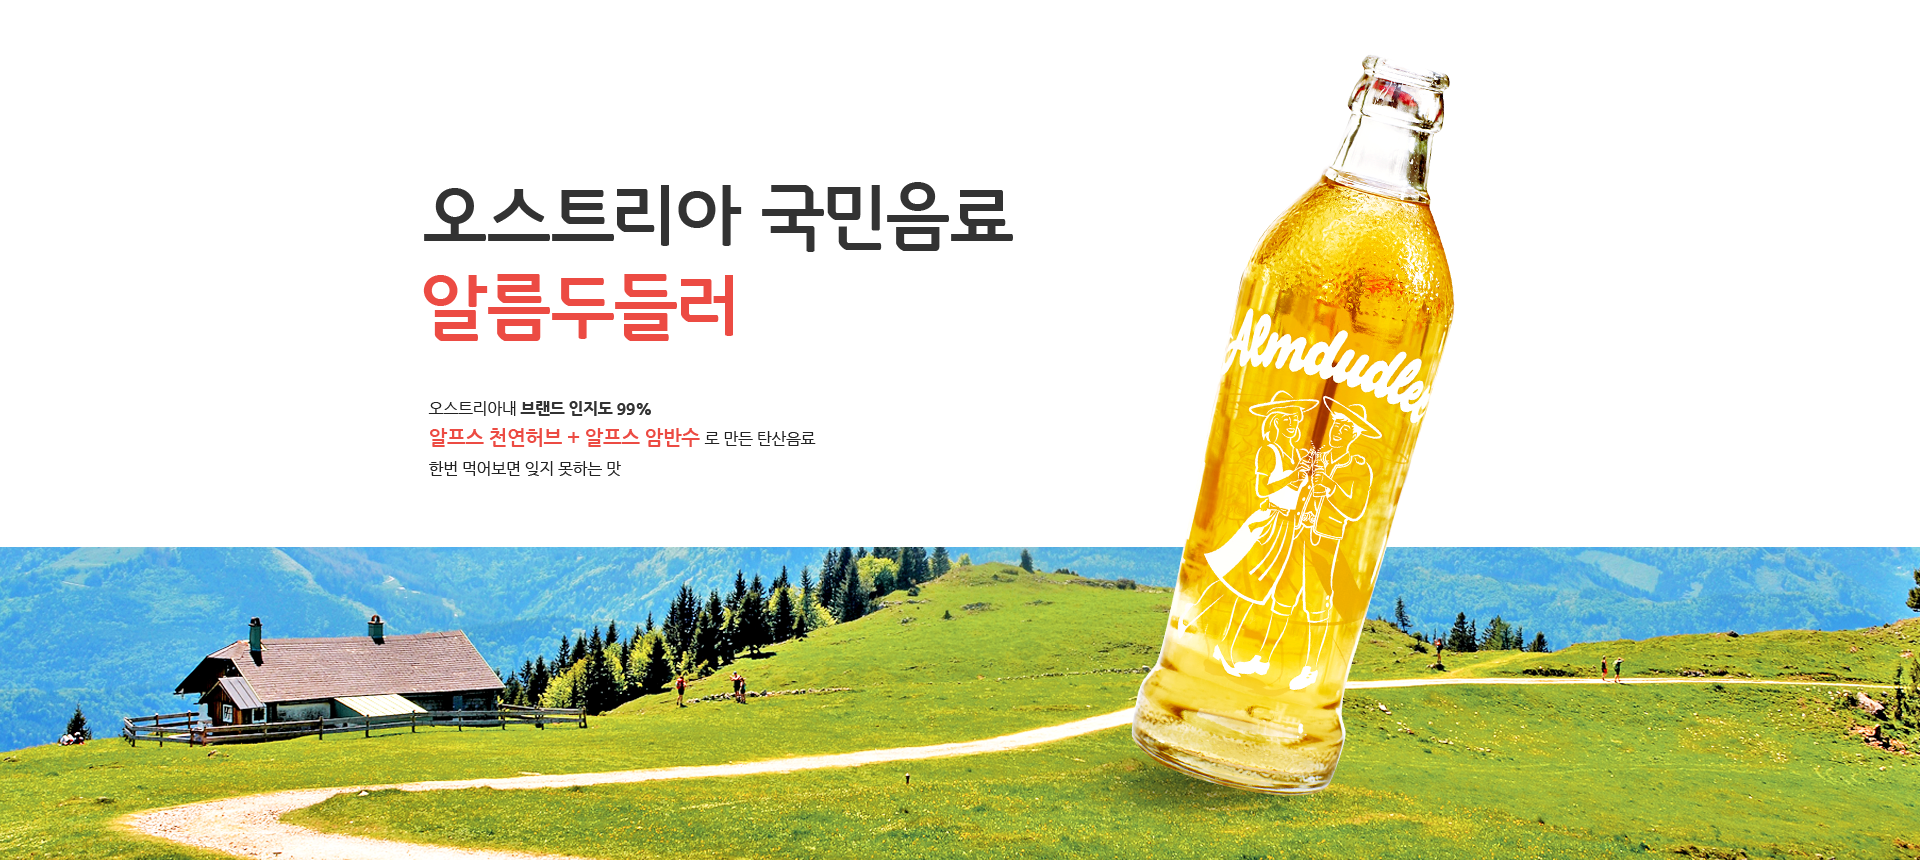 오스트리아 국민음료
알름두들러
오스트리아내 브랜드 인지도 99%
알프스 천연허브 + 알프스 암반수 로 만든 탄산음료
한번 먹어보면 잊지 못하는 맛
Almdudler